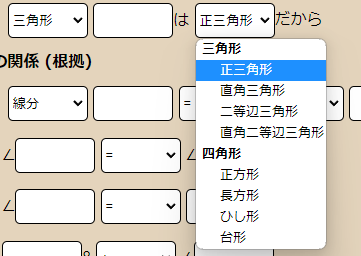 三角形 は 正三角形 だから
の関係 (根拠)
線分 =
三角形
正三角形
直角三角形
二等辺三角形
直角二等辺三角形
四角形
正方形
長方形
ひし形
台形
∠ = ∠
∠ =